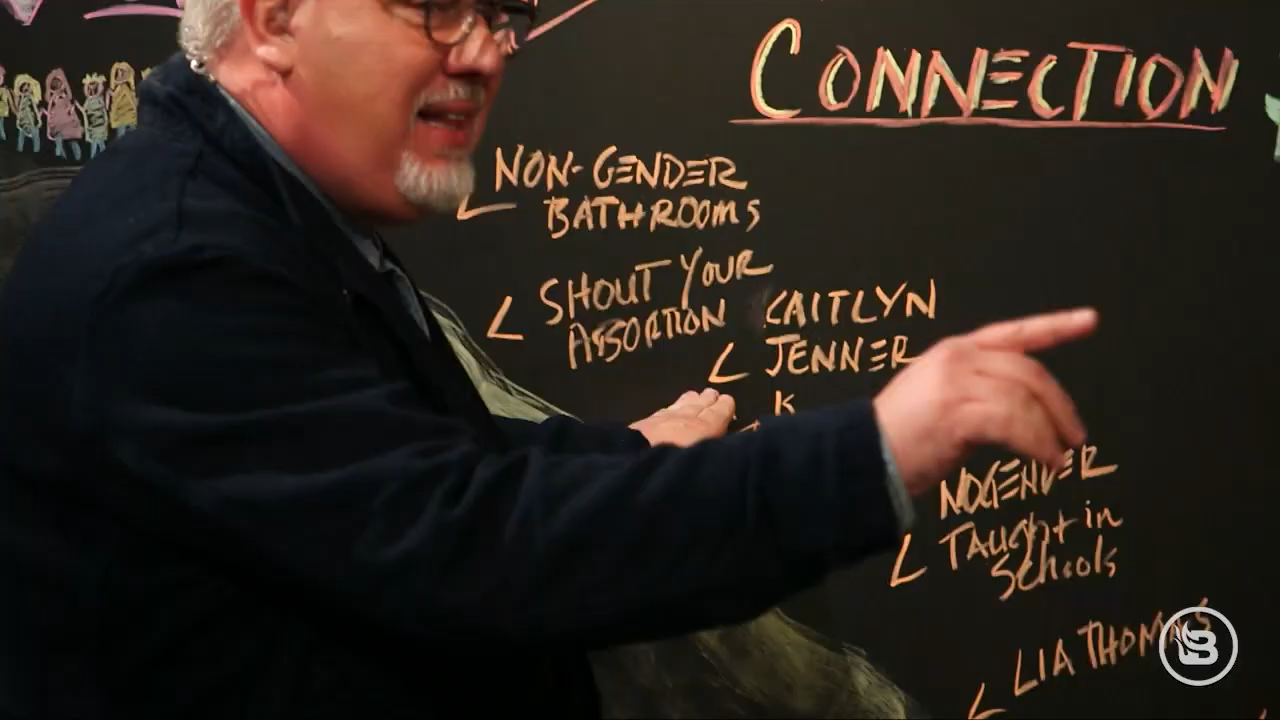 CONNECTION
NON-GENDER
BATHROOMS
SHOUT YOUR
ABORTION
CAITLYN
JENNER
K
NOGENDER
TAught in
Schools
LIA THOMAS
B